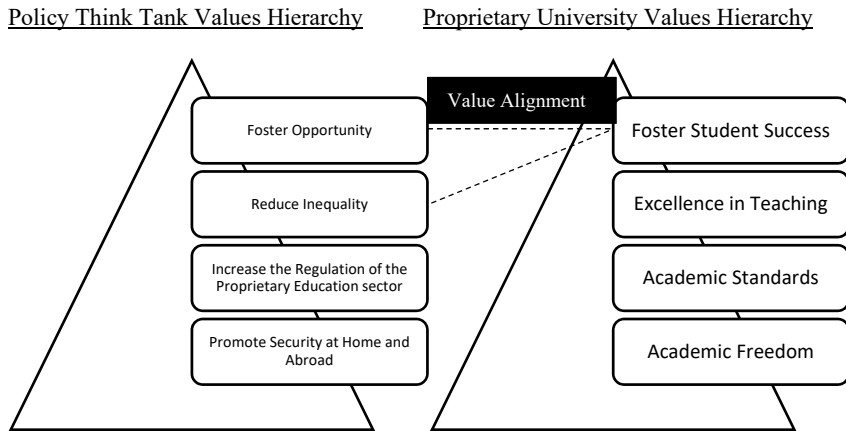 Policy Think Tank Values Hierarchy
Proprietary University Values Hierarchy
Value Alignment
Foster Opportunity
Reduce Inequality
Increase the Regulation of the
Proprietary Education sector
Promote Security at Home and
Abroad
Foster Student Success
Excellence in Teaching
Academic Standards
Academic Freedom